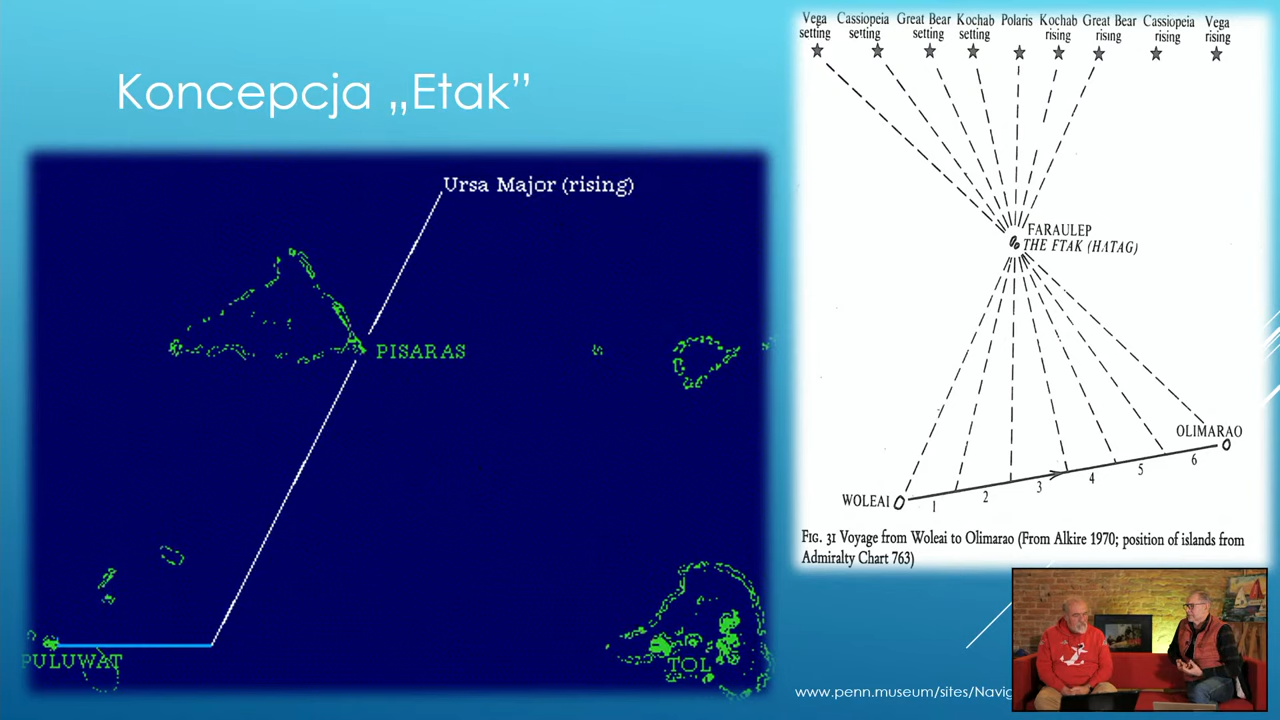 Koncepcja „Etak”
Ursa Major (rising)
PISARAS
PULUWAT
TOL
Vega setting
Cassiopeia setting
Great Bear setting
Kochab setting
Polaris
Kochab rising
Great Bear rising
Cassiopeia rising
Vega rising
FARAULEP
THE ETAK (HATAG)
OLIMARAO
WOLEAI
1
2
3
4
5
6
FIG. 31 Voyage from Woleai to Olimarao (From Alkire 1970; position of islands from
Admiralty Chart 763)
www.penn.museum/sites/Navig